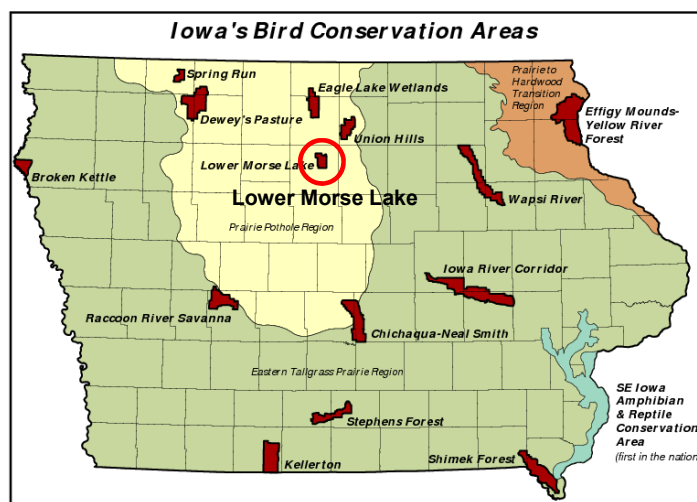 Iowa's Bird Conservation Areas
Spring Run
Eagle Lake Wetlands
Prairie to
Hardwood
Transition
Region
Dewey's Pasture
Effigy Mounds-
Yellow River
Forest
Union Hills
Lower Morse Lake
Broken Kettle
Lower Morse Lake
Wapsi River
Prairie Pothole Region
Iowa River Corridor
Raccoon River Savanna
Chichaqua-Neal Smith
Eastern Tallgrass Prairie Region
SE Iowa
Amphibian
& Reptile
Conservation
Area
(first in the nation
Stephens Forest
Kellerton
Shimek Forest